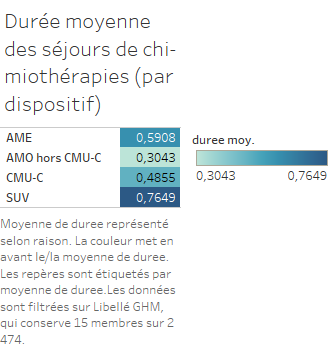 Durée moyenne
des séjours de chi-
miothérapies (par
dispositif)
AME 0,5908
AMO hors CMU-C 0,3043
CMU-C 0,4855
SUV 0,7649
duree moy.
0,3043 0,7649
Moyenne de duree représenté
selon raison. La couleur met en
avant le/la moyenne de duree.
Les repères sont étiquetés par
moyenne de duree.Les données
sont filtrées sur Libellé GHM,
qui conserve 15 membres sur 2
474.